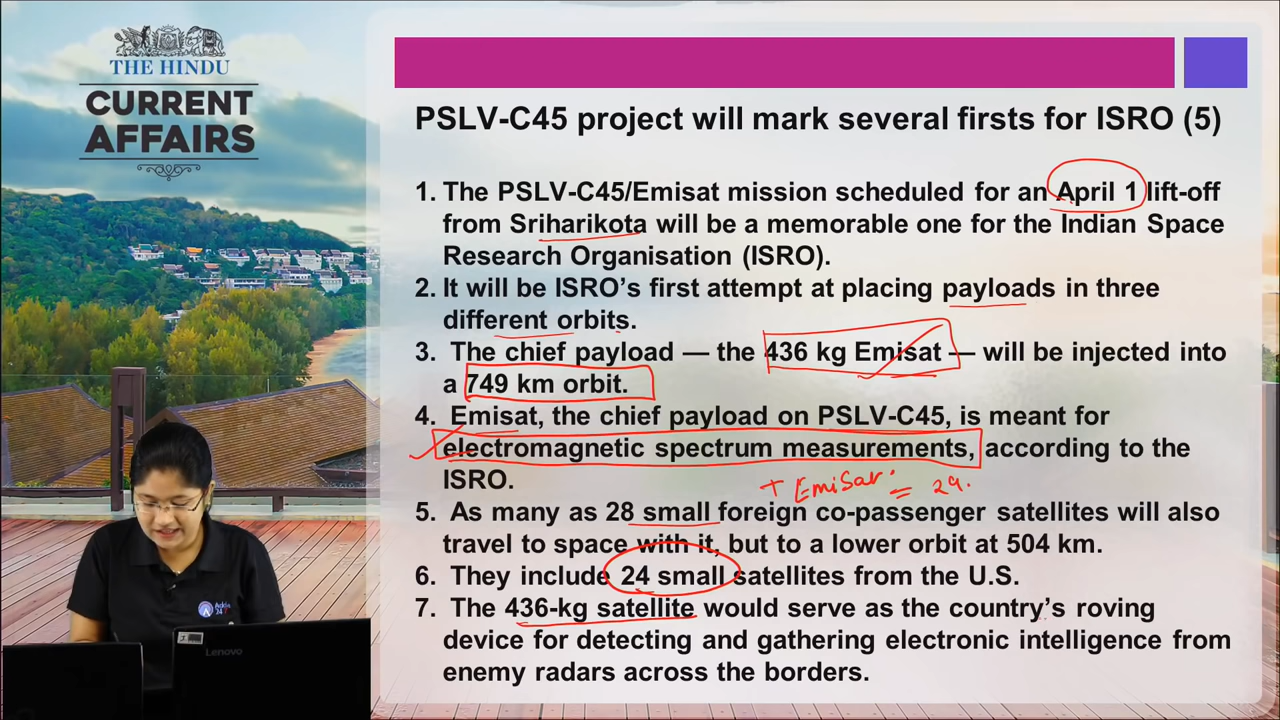 THE HINDU
CURRENT
AFFAIRS
PSLV-C45 project will mark several firsts for ISRO (5)
1. The PSLV-C45/Emisat mission scheduled for an April 1 lift-off
from Sriharikota will be a memorable one for the Indian Space
Research Organisation (ISRO).
2. It will be ISRO's first attempt at placing payloads in three
different orbits.
3. The chief payload — the 436 kg Emisat — will be injected into
a 749 km orbit.
4. Emisat, the chief payload on PSLV-C45, is meant for
electromagnetic spectrum measurements, according to the
ISRO.
+ EmiSat = 29.
5. As many as 28 small foreign co-passenger satellites will also
travel to space with it, but to a lower orbit at 504 km.
6. They include 24 small satellites from the U.S.
7. The 436-kg satellite would serve as the country's roving
device for detecting and gathering electronic intelligence from
enemy radars across the borders.
Lenovo